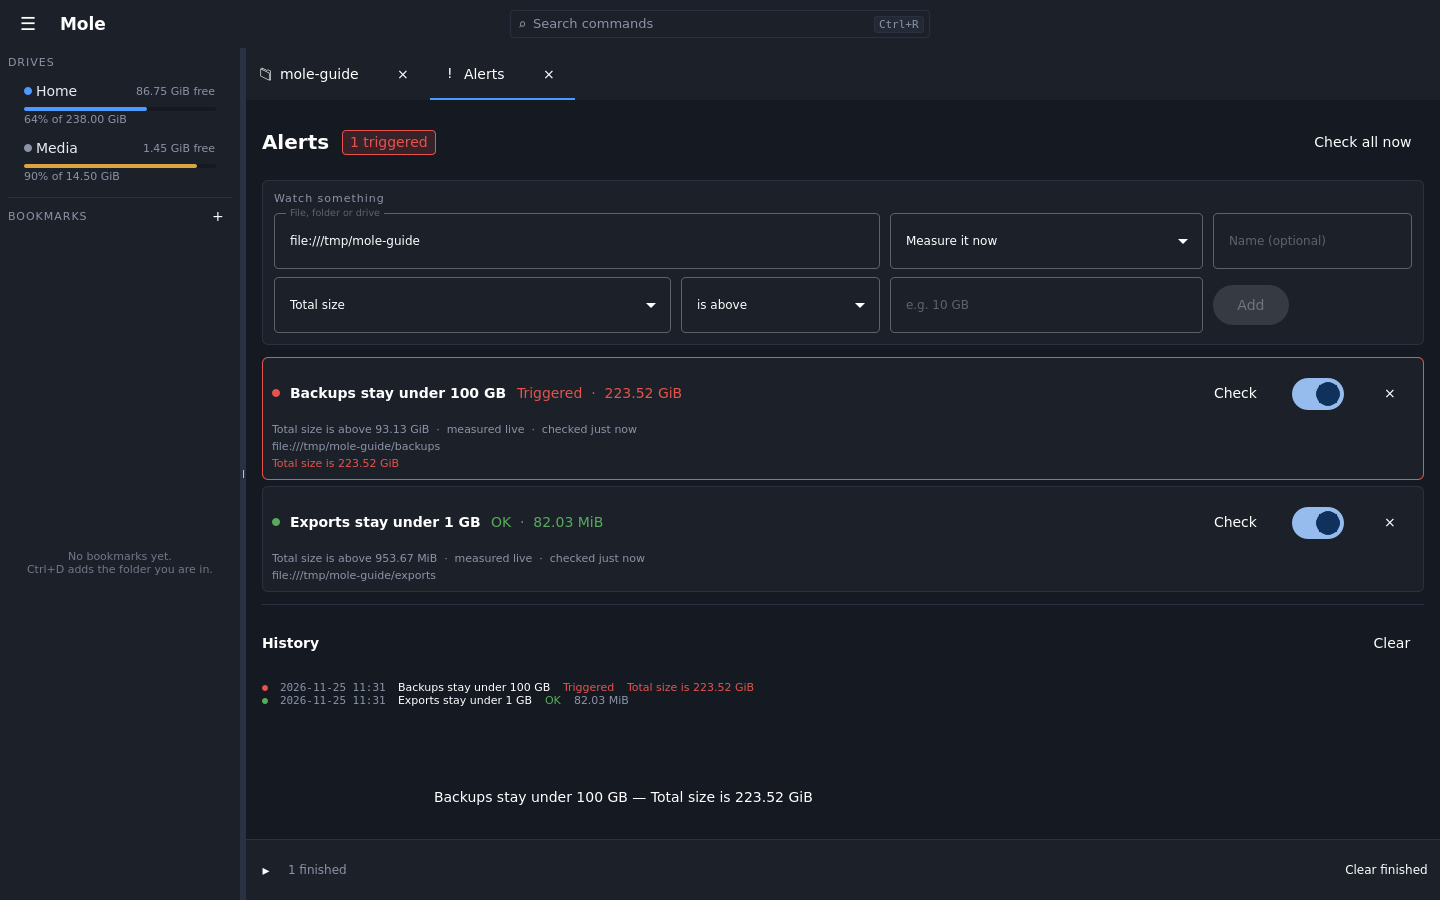 ☰ Mole
Search commands Ctrl+R
DRIVES
Home 86.75 GiB free
64% of 238.00 GiB
Media 1.45 GiB free
90% of 14.50 GiB
BOOKMARKS +
No bookmarks yet.
Ctrl+D adds the folder you are in.
mole-guide × ! Alerts ×
Alerts 1 triggered Check all now
Watch something
File, folder or drive
file:///tmp/mole-guide Measure it now Name (optional)
Total size is above e.g. 10 GB Add
Backups stay under 100 GB Triggered · 223.52 GiB Check ×
Total size is above 93.13 GiB · measured live · checked just now
file:///tmp/mole-guide/backups
Total size is 223.52 GiB
Exports stay under 1 GB OK · 82.03 MiB Check ×
Total size is above 953.67 MiB · measured live · checked just now
file:///tmp/mole-guide/exports
History Clear
2026-11-25 11:31 Backups stay under 100 GB Triggered Total size is 223.52 GiB
2026-11-25 11:31 Exports stay under 1 GB OK 82.03 MiB
Backups stay under 100 GB — Total size is 223.52 GiB
1 finished Clear finished